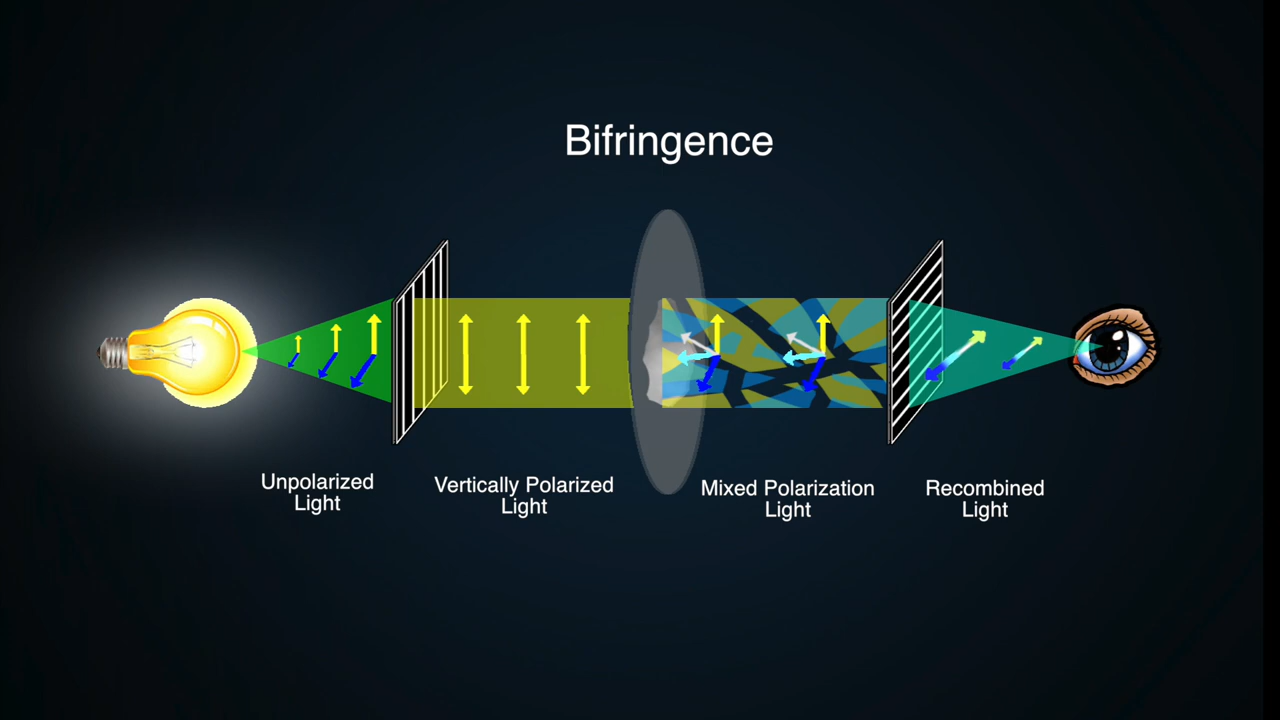 Bifringence
Unpolarized
Light
Vertically Polarized
Light
Mixed Polarization
Light
Recombined
Light